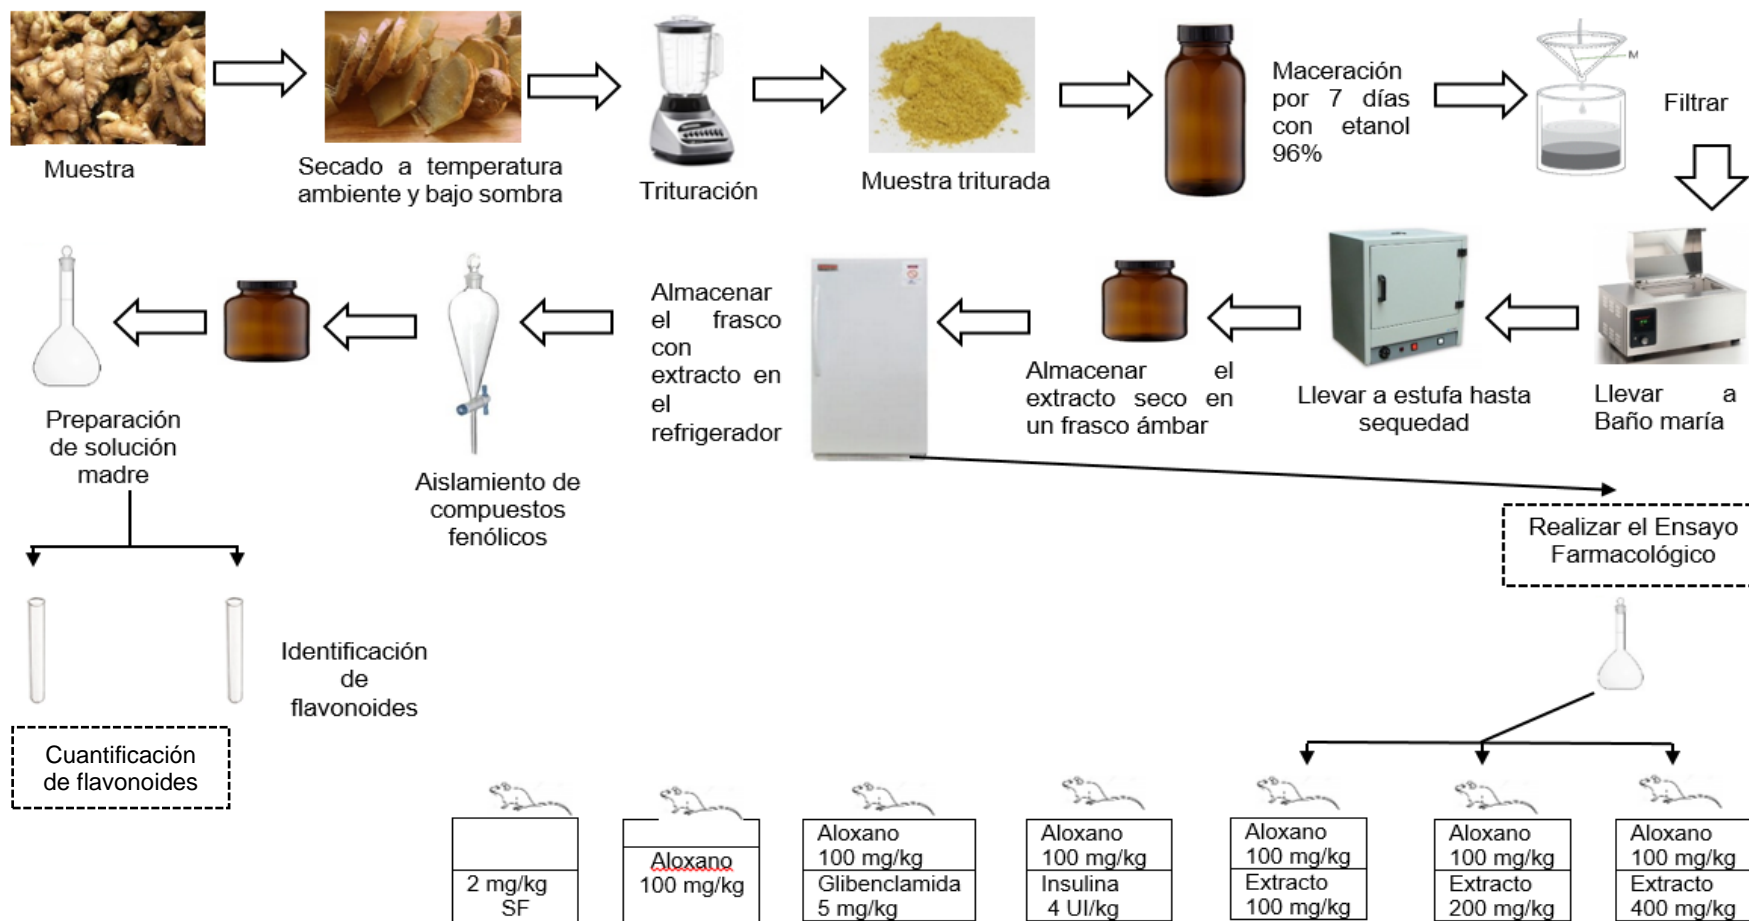 Muestra
Secado a temperatura
ambiente y bajo sombra
Trituración
Muestra triturada
Maceración
por 7 días
con etanol
96%
M
Filtrar
Llevar a
Baño maría
Llevar a estufa hasta
sequedad
Almacenar el
extracto seco en
un frasco ámbar
Almacenar
el frasco
con
extracto en
el
refrigerador
Aislamiento de
compuestos
fenólicos
Preparación
de solución
madre
Identificación
de
flavonoides
Cuantificación
de flavonoides
Realizar el Ensayo
Farmacológico
2 mg/kg
SF
Aloxano
100 mg/kg
Aloxano
100 mg/kg
Glibenclamida
5 mg/kg
Aloxano
100 mg/kg
Insulina
4 UI/kg
Aloxano
100 mg/kg
Extracto
100 mg/kg
Aloxano
100 mg/kg
Extracto
200 mg/kg
Aloxano
100 mg/kg
Extracto
400 mg/kg